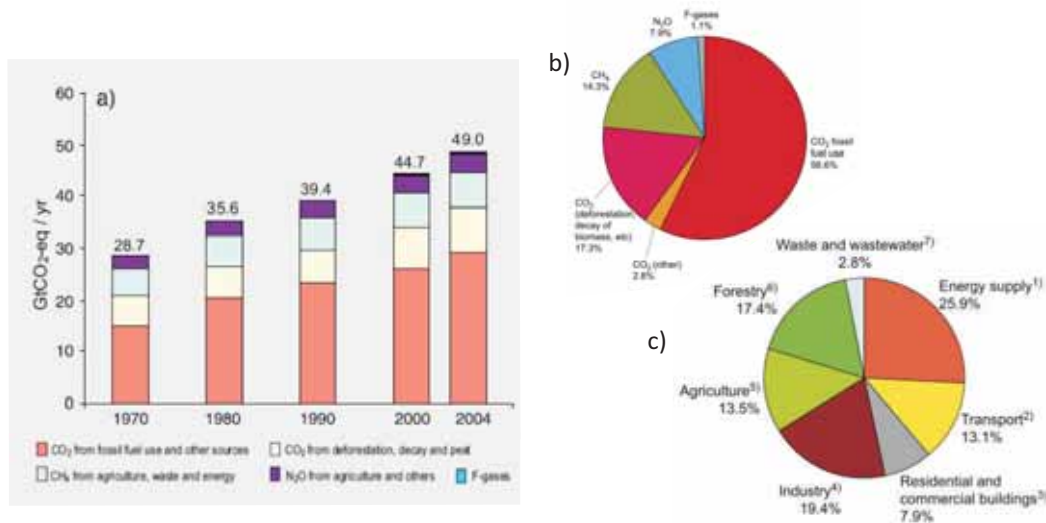 a)
GtCO₂-eq / yr
60
50
40
30
20
10
0
28.7
35.6
39.4
44.7
49.0
1970
1980
1990
2000
2004
CO₂ from fossil fuel use and other sources
CO₂ from deforestation, decay and peat
CH₄ from agriculture, waste and energy
N₂O from agriculture and others
F-gases
b)
F-gases
1.1%
N₂O
7.9%
CH₄
14.3%
CO₂ fossil
fuel use
56.6%
CO₂
(deforestation,
decay of
biomass, etc)
17.3%
CO₂ (other)
2.8%
c)
Waste and wastewater⁷⁾
2.8%
Energy supply¹⁾
25.9%
Forestry⁶⁾
17.4%
Agriculture⁵⁾
13.5%
Transport²⁾
13.1%
Industry⁴⁾
19.4%
Residential and
commercial buildings³⁾
7.9%